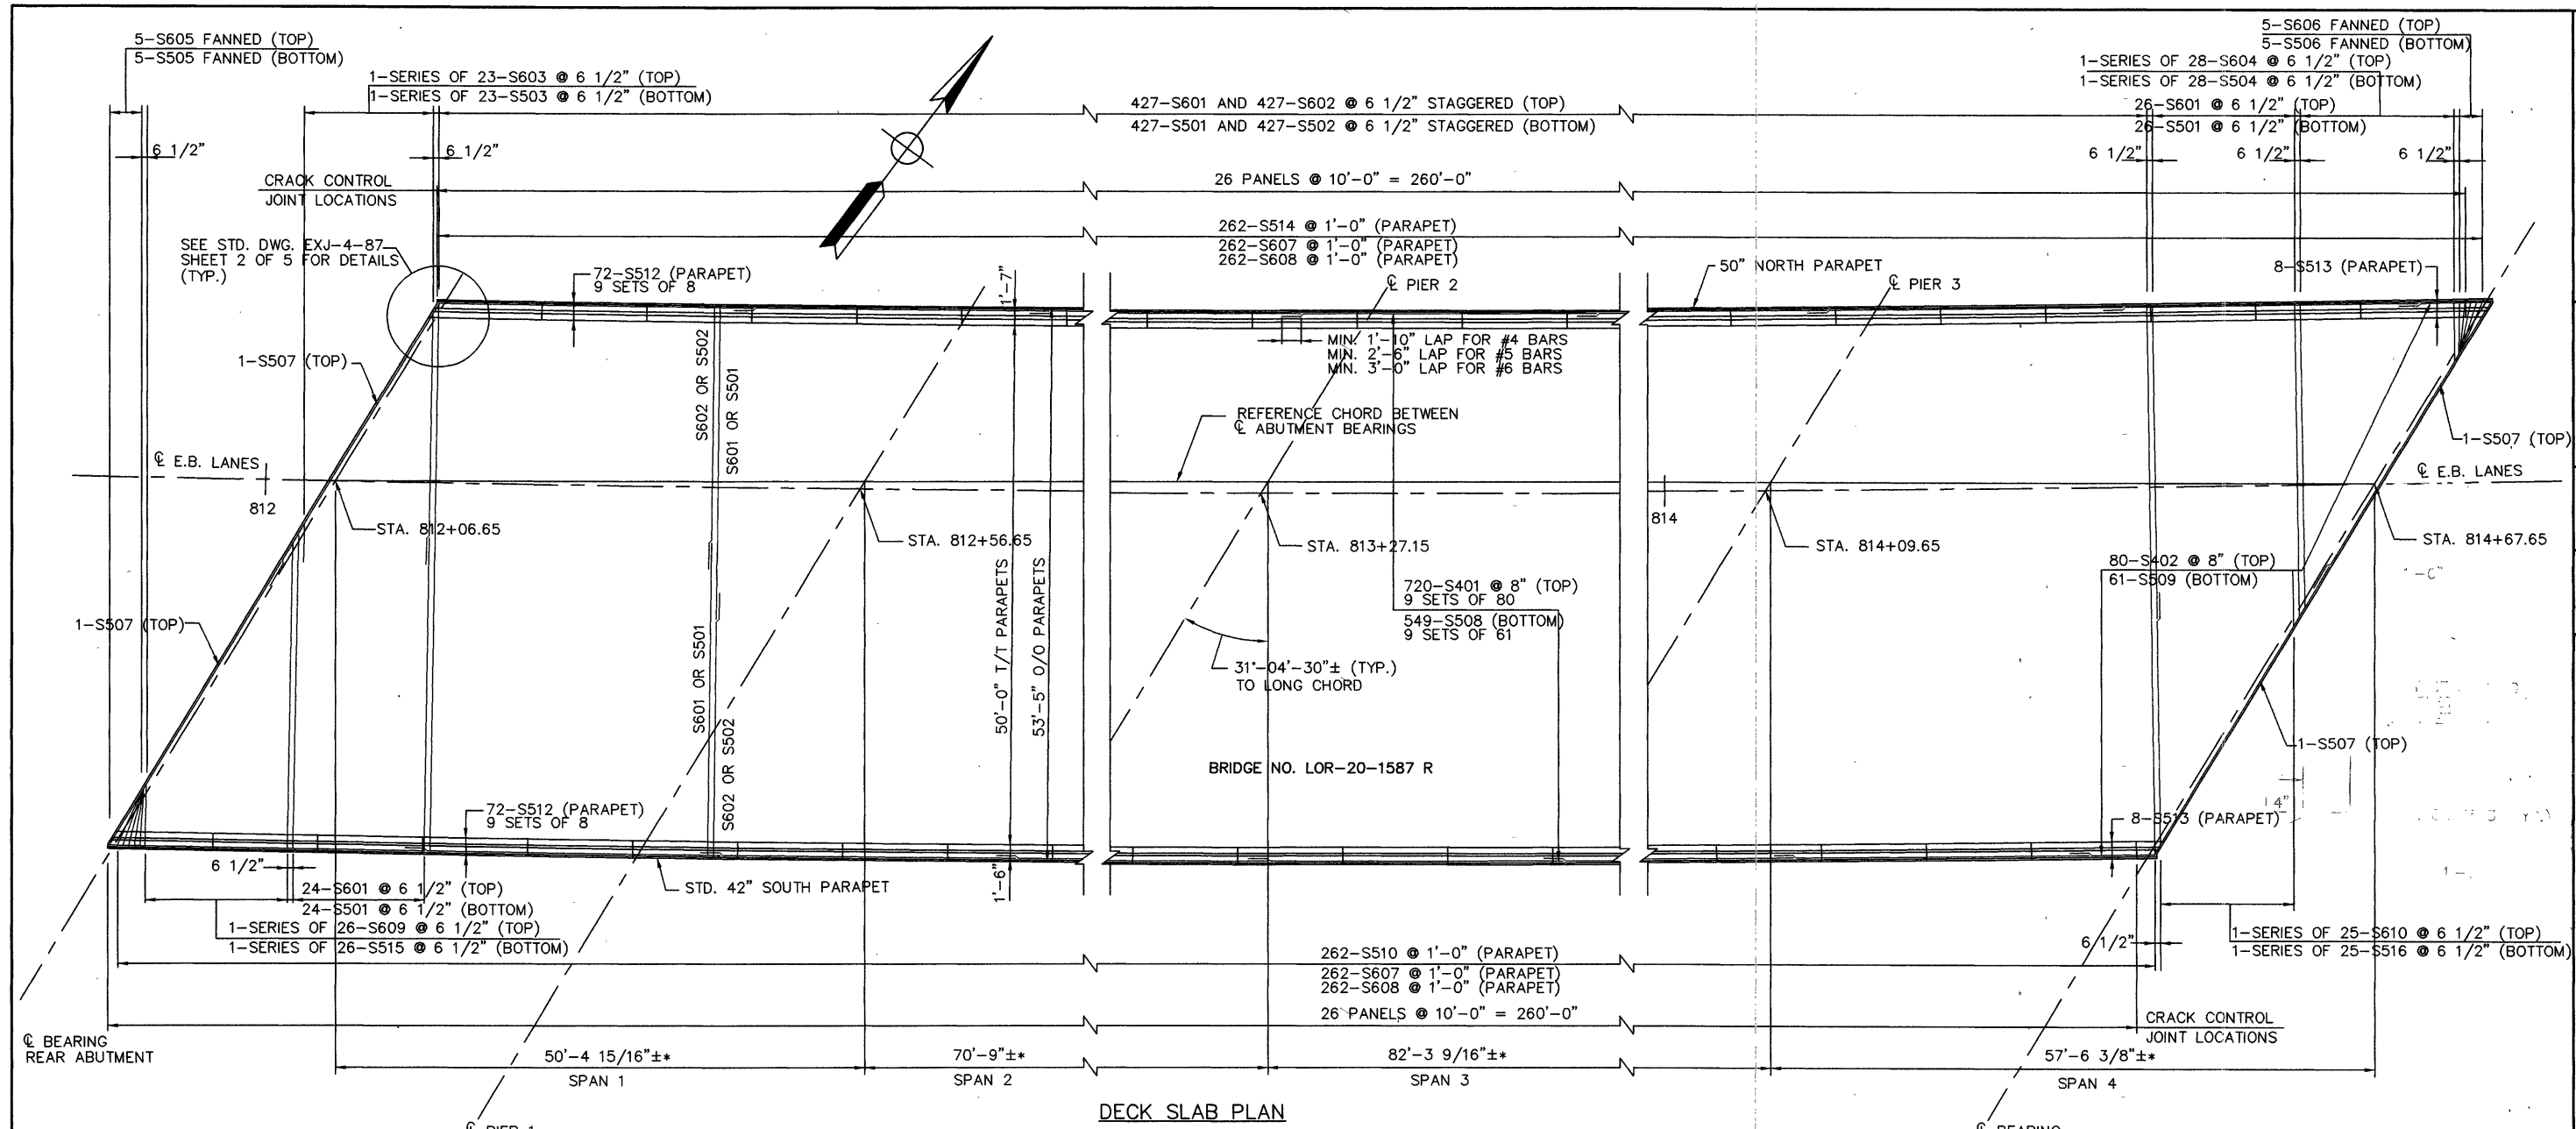 5-S605 FANNED (TOP)
5-S505 FANNED (BOTTOM)
1-SERIES OF 23-S603 @ 6 1/2" (TOP)
1-SERIES OF 23-S503 @ 6 1/2" (BOTTOM)
427-S601 AND 427-S602 @ 6 1/2" STAGGERED (TOP)
427-S501 AND 427-S502 @ 6 1/2" STAGGERED (BOTTOM)
5-S606 FANNED (TOP)
5-S506 FANNED (BOTTOM)
1-SERIES OF 28-S604 @ 6 1/2" (TOP)
1-SERIES OF 28-S504 @ 6 1/2" (BOTTOM)
26-S601 @ 6 1/2" (TOP)
26-S501 @ 6 1/2" (BOTTOM)
6 1/2"
6 1/2"
6 1/2"
6 1/2"
6 1/2"
CRACK CONTROL
JOINT LOCATIONS
26 PANELS @ 10'-0" = 260'-0"
262-S514 @ 1'-0" (PARAPET)
262-S607 @ 1'-0" (PARAPET)
262-S608 @ 1'-0" (PARAPET)
SEE STD. DWG. EXJ-4-87
SHEET 2 OF 5 FOR DETAILS
(TYP.)
72-S512 (PARAPET)
9 SETS OF 8
1'-7"
℄ PIER 2
50" NORTH PARAPET
℄ PIER 3
8-S513 (PARAPET)
MIN. 1'-10" LAP FOR #4 BARS
MIN. 2'-6" LAP FOR #5 BARS
MIN. 3'-0" LAP FOR #6 BARS
1-S507 (TOP)
S602 OR S502
S601 OR S501
REFERENCE CHORD BETWEEN
℄ ABUTMENT BEARINGS
1-S507 (TOP)
℄ E.B. LANES
812
℄ E.B. LANES
814
STA. 812+06.65
STA. 812+56.65
STA. 813+27.15
STA. 814+09.65
STA. 814+67.65
50'-0" T/T PARAPETS
53'-5" O/O PARAPETS
720-S401 @ 8" (TOP)
9 SETS OF 80
549-S508 (BOTTOM)
9 SETS OF 61
80-S402 @ 8" (TOP)
61-S509 (BOTTOM)
1-S507 (TOP)
S601 OR S501
S602 OR S502
31°-04'-30"± (TYP.)
TO LONG CHORD
1-S507 (TOP)
BRIDGE NO. LOR-20-1587 R
72-S512 (PARAPET)
9 SETS OF 8
8-S513 (PARAPET)
6 1/2"
STD. 42" SOUTH PARAPET
1'-6"
24-S601 @ 6 1/2" (TOP)
24-S501 @ 6 1/2" (BOTTOM)
1-SERIES OF 26-S609 @ 6 1/2" (TOP)
1-SERIES OF 26-S515 @ 6 1/2" (BOTTOM)
6 1/2"
1-SERIES OF 25-S610 @ 6 1/2" (TOP)
1-SERIES OF 25-S516 @ 6 1/2" (BOTTOM)
262-S510 @ 1'-0" (PARAPET)
262-S607 @ 1'-0" (PARAPET)
262-S608 @ 1'-0" (PARAPET)
26 PANELS @ 10'-0" = 260'-0"
CRACK CONTROL
JOINT LOCATIONS
℄ BEARING
REAR ABUTMENT
50'-4 15/16"±*
SPAN 1
70'-9"±*
SPAN 2
82'-3 9/16"±*
SPAN 3
57'-6 3/8"±*
SPAN 4
DECK SLAB PLAN
℄ PIER 1
℄ BEARING